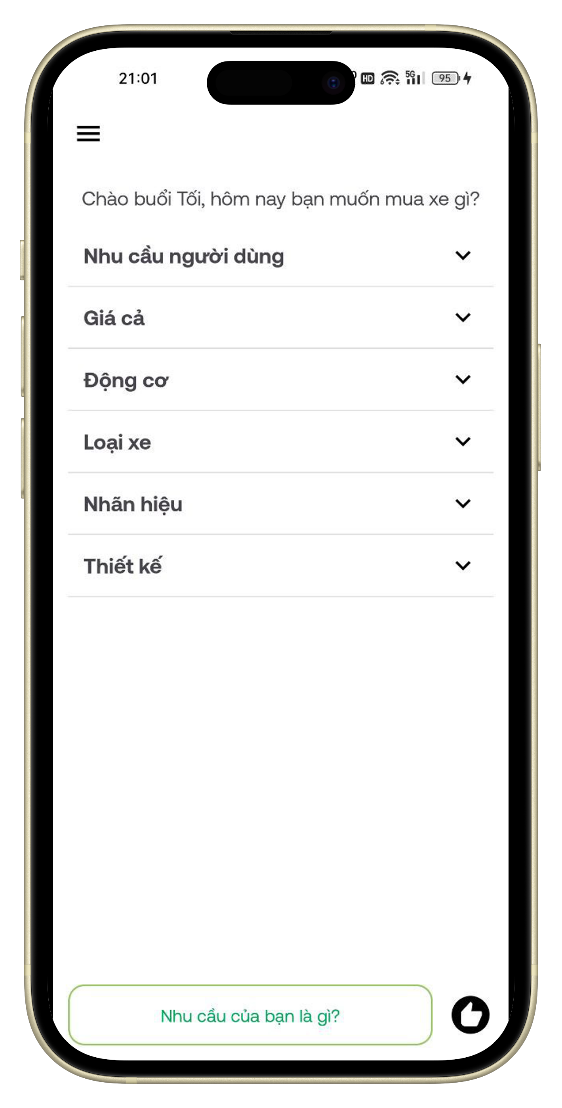 21:01
HD 5G 95
Chào buổi Tối, hôm nay bạn muốn mua xe gì?
Nhu cầu người dùng
Giá cả
Động cơ
Loại xe
Nhãn hiệu
Thiết kế
Nhu cầu của bạn là gì?